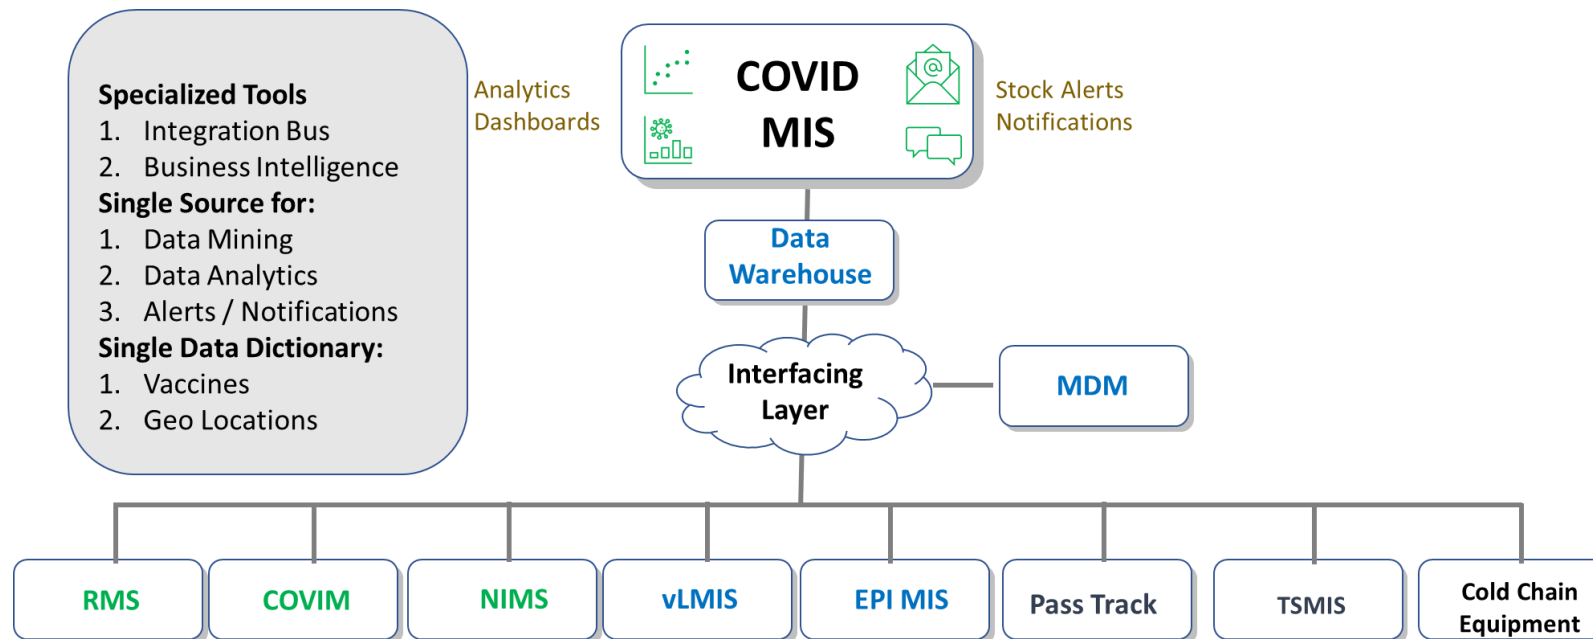 Specialized Tools
1. Integration Bus
2. Business Intelligence
Single Source for:
1. Data Mining
2. Data Analytics
3. Alerts / Notifications
Single Data Dictionary:
1. Vaccines
2. Geo Locations
Analytics
Dashboards
COVID
MIS
@
Stock Alerts
Notifications
Data
Warehouse
Interfacing
Layer
MDM
RMS
COVIM
NIMS
vLMIS
EPI MIS
Pass Track
TSMIS
Cold Chain
Equipment